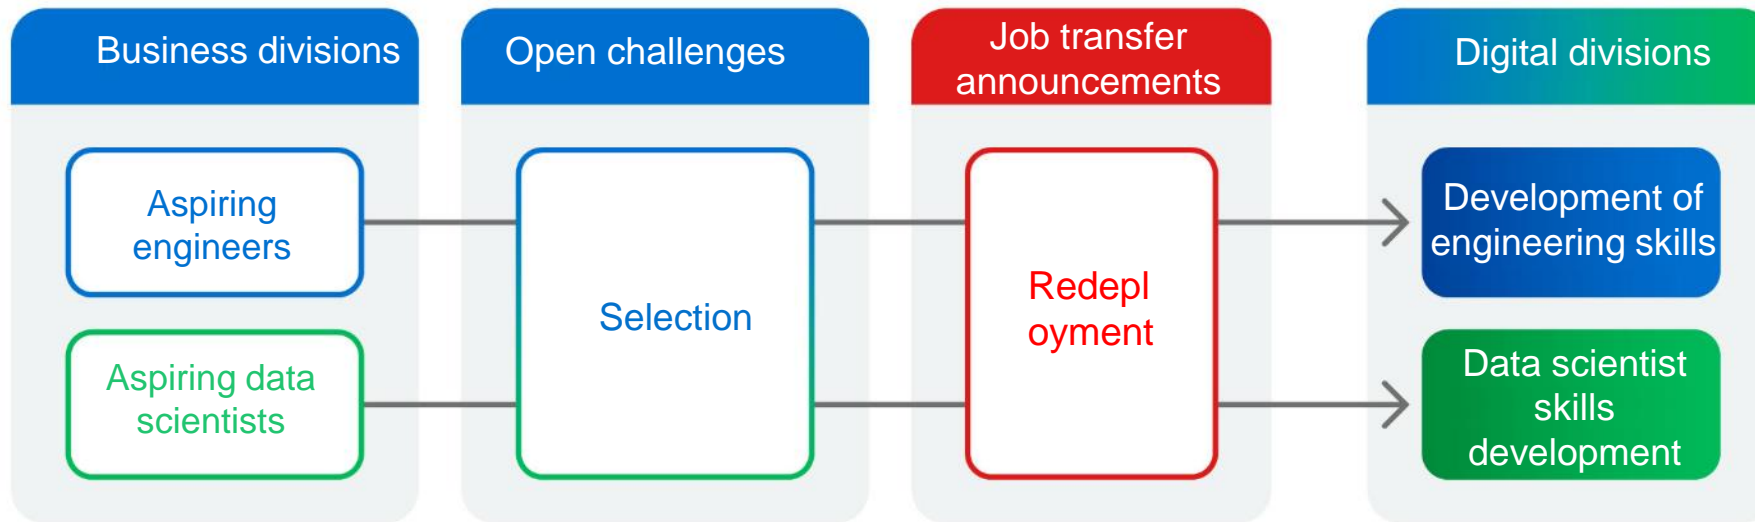 Business divisions
Open challenges
Job transfer
announcements
Digital divisions
Aspiring
engineers
Aspiring data
scientists
Selection
Redepl
oyment
Development of
engineering skills
Data scientist
skills
development